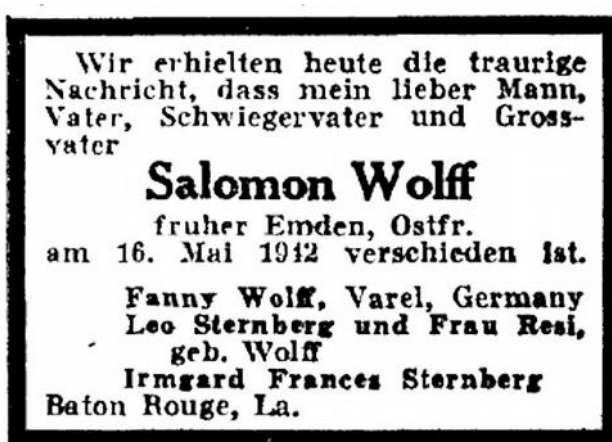 Wir erhielten heute die traurige
Nachricht, dass mein lieber Mann,
Vater, Schwiegervater und Gross-
vater
Salomon Wolff
fruher Emden, Ostfr.
am 16. Mai 1942 verschieden ist.
Fanny Wolff, Varel, Germany
Leo Sternberg und Frau Resi,
geb. Wolff
Irmgard Frances Sternberg
Baton Rouge, La.